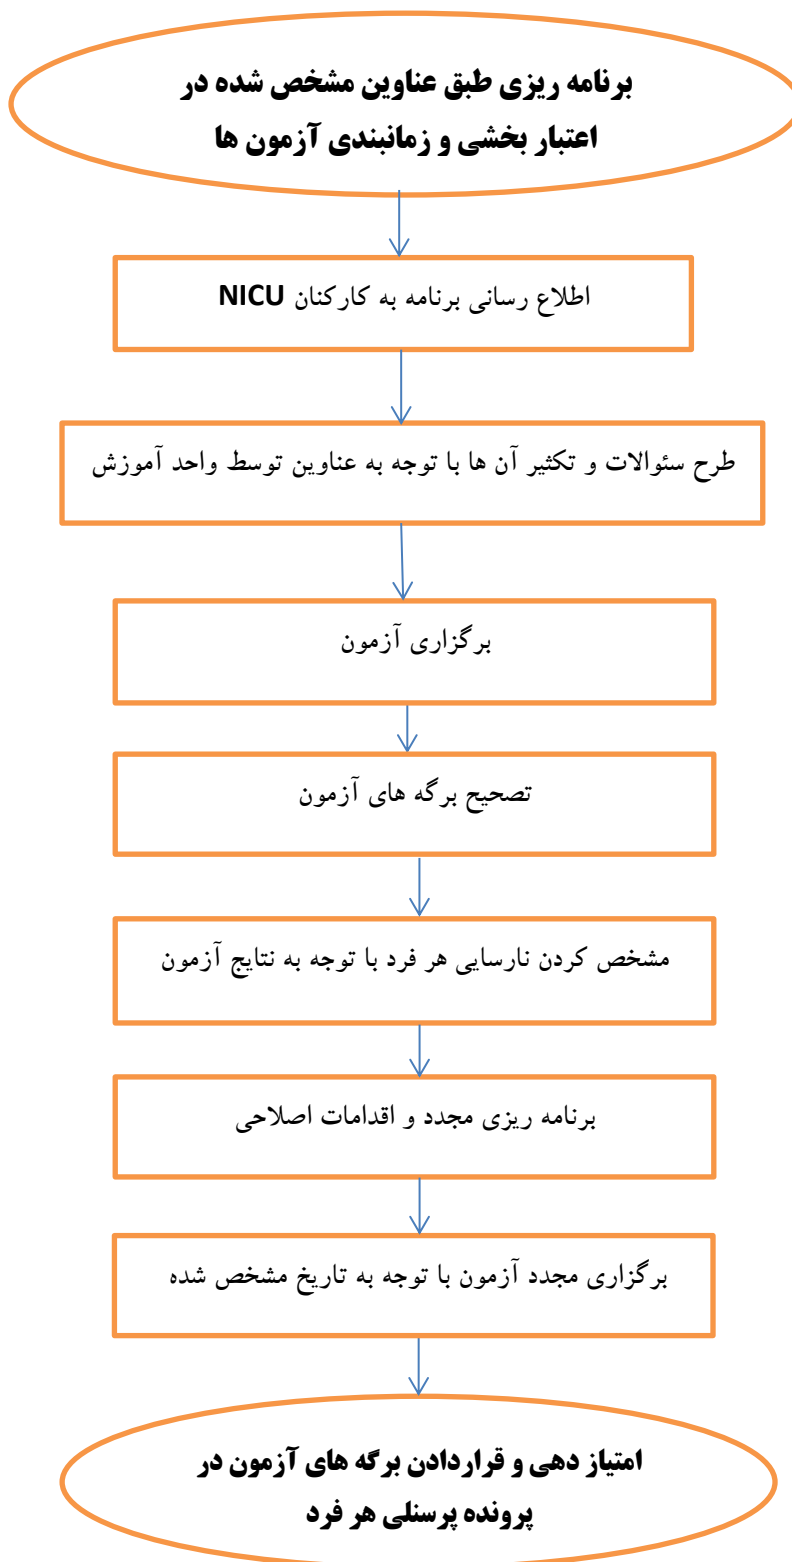 برنامه ریزی طبق عناوین مشخص شده در
اعتبار بخشی و زمانبندی آزمون ها
اطلاع رسانی برنامه به کارکنان NICU
طرح سئوالات و تکثیر آن ها با توجه به عناوین توسط واحد آموزش
برگزاری آزمون
تصحیح برگه های آزمون
مشخص کردن نارسایی هر فرد با توجه به نتایج آزمون
برنامه ریزی مجدد و اقدامات اصلاحی
برگزاری مجدد آزمون با توجه به تاریخ مشخص شده
امتیاز دهی و قراردادن برگه های آزمون در
پرونده پرسنلی هر فرد